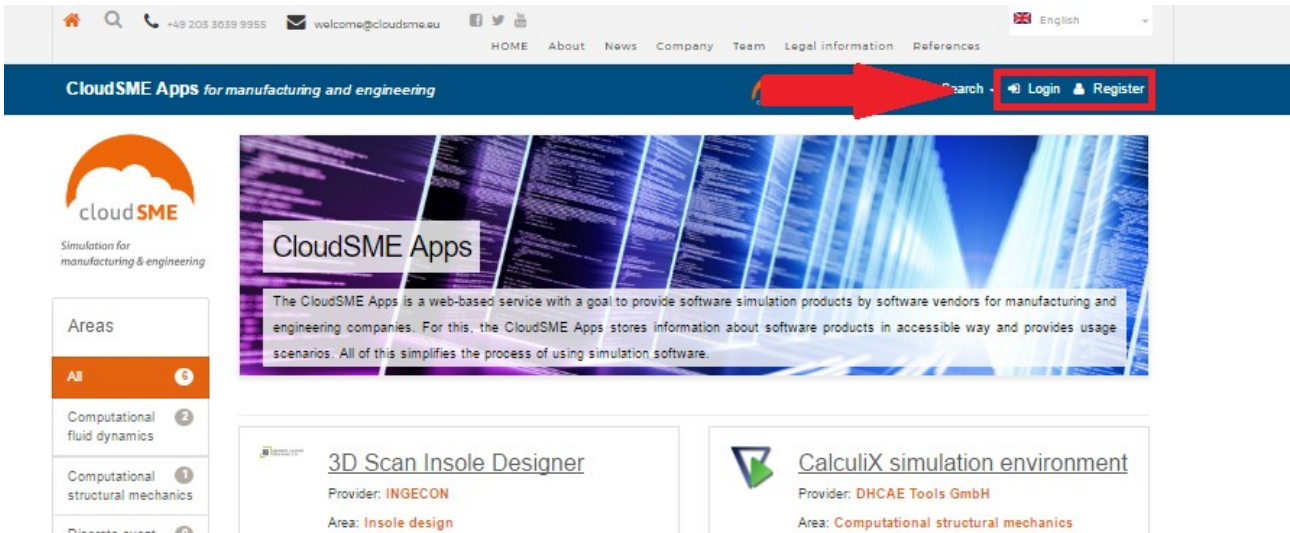 +49 203 3639 9955 welcome@cloudsme.eu
English
HOME About News Company Team Legal information References
CloudSME Apps for manufacturing and engineering
Search Login Register
cloudSME
Simulation for
manufacturing & engineering
CloudSME Apps
The CloudSME Apps is a web-based service with a goal to provide software simulation products by software vendors for manufacturing and
engineering companies. For this, the CloudSME Apps stores information about software products in accessible way and provides usage
scenarios. All of this simplifies the process of using simulation software.
Areas
All 6
Computational 2
fluid dynamics
Computational 1
structural mechanics
3D Scan Insole Designer
Provider: INGECON
Area: Insole design
CalculiX simulation environment
Provider: DHCAE Tools GmbH
Area: Computational structural mechanics